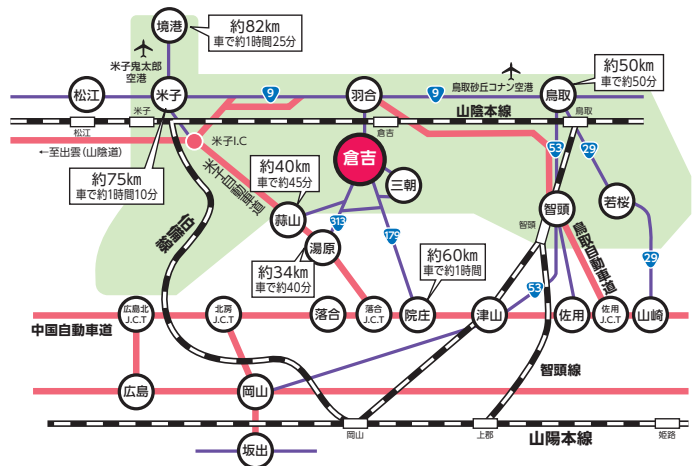 境港
約82km
車で約1時間25分
米子鬼太郎
空港
鳥取砂丘コナン空港
約50km
車で約50分
松江
米子
9
羽合
9
鳥取
山陰本線
松江
米子
倉吉
鳥取
米子I.C
←至出雲(山陰道)
倉吉
53
29
約75km
車で約1時間10分
米子自動車道
約40km
車で約45分
三朝
蒜山
313
179
智頭
若桜
伯備線
湯原
智頭
鳥取自動車道
約34km
車で約40分
約60km
車で約1時間
29
53
広島北
J.C.T
北房
J.C.T
落合
落合
J.C.T
院庄
津山
佐用
佐用
J.C.T
山崎
中国自動車道
智頭線
広島
岡山
岡山
上郡
山陽本線
姫路
坂出